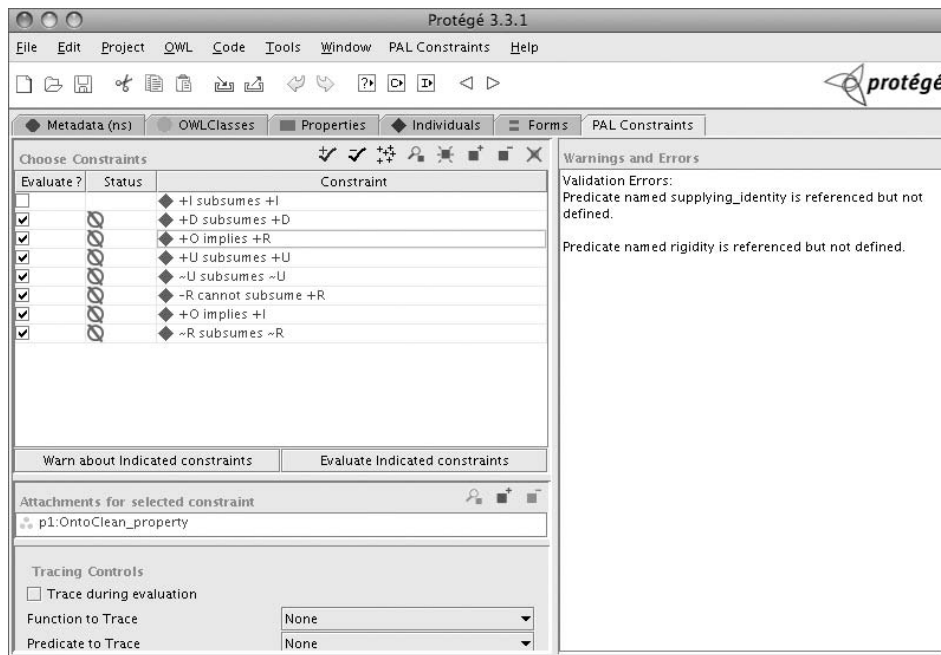 Protégé 3.3.1
File Edit Project OWL Code Tools Window PAL Constraints Help
protégé
Metadata (ns) OWLClasses Properties Individuals Forms PAL Constraints
Choose Constraints
Evaluate ? Status Constraint
+I subsumes +I
+D subsumes +D
+O implies +R
+U subsumes +U
~U subsumes ~U
-R cannot subsume +R
+O implies +I
~R subsumes ~R
Warn about Indicated constraints Evaluate Indicated constraints
Attachments for selected constraint
p1:OntoClean_property
Tracing Controls
Trace during evaluation
Function to Trace None
Predicate to Trace None
Warnings and Errors
Validation Errors:
Predicate named supplying_identity is referenced but not
defined.
Predicate named rigidity is referenced but not defined.